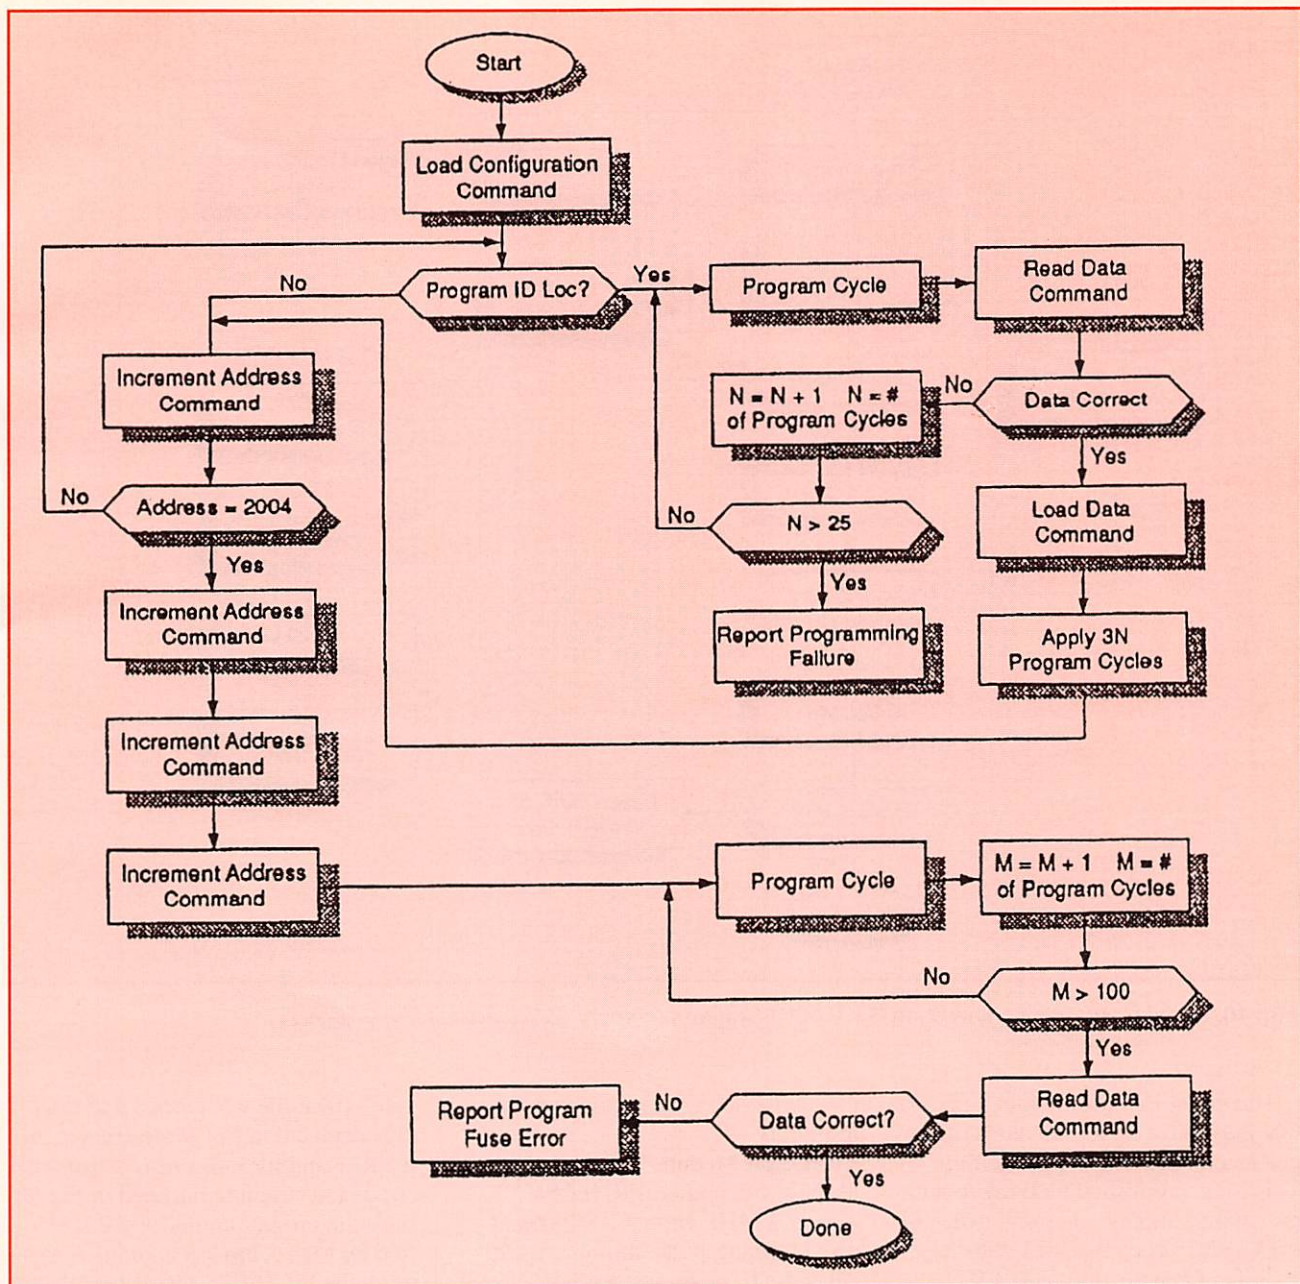 Start
Load Configuration
Command
Program ID Loc?
No
Yes
Program Cycle
Read Data
Command
Increment Address
Command
N = N + 1 N = #
of Program Cycles
No
Data Correct
Yes
No
Address = 2004
Yes
No
N > 25
Yes
Load Data
Command
Increment Address
Command
Report Programming
Failure
Apply 3N
Program Cycles
Increment Address
Command
Increment Address
Command
Program Cycle
M = M + 1 M = #
of Program Cycles
No
M > 100
Yes
Report Program
Fuse Error
No
Data Correct?
Read Data
Command
Yes
Done